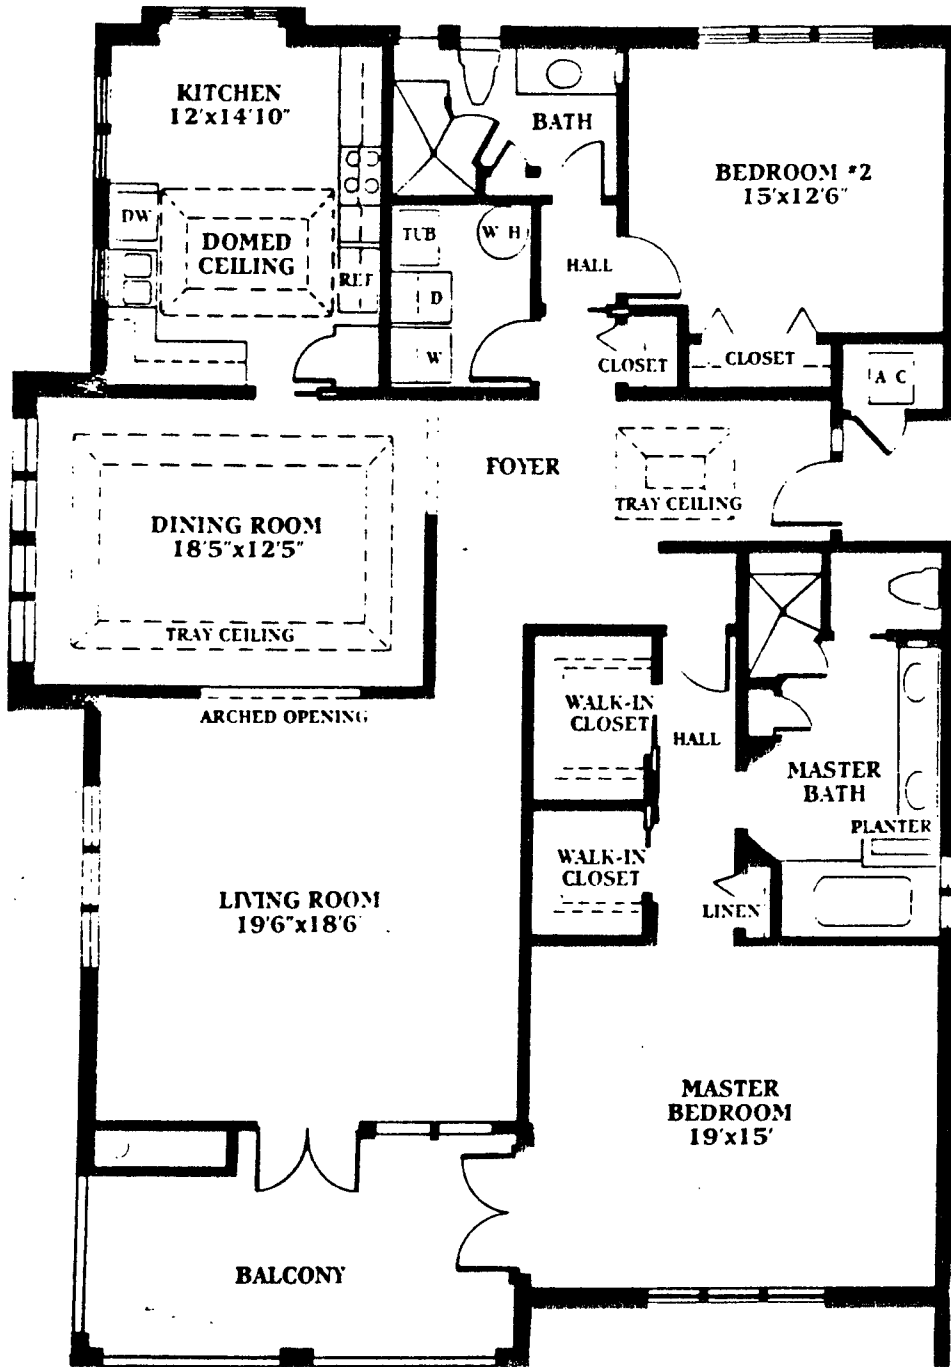 KITCHEN
12'x14'10"
BATH
BEDROOM #2
15'x12'6"
DW
DOMED
CEILING
REF
TUB
W H
D
W
HALL
CLOSET
CLOSET
A C
FOYER
TRAY CEILING
DINING ROOM
18'5"x12'5"
TRAY CEILING
ARCHED OPENING
WALK-IN
CLOSET
HALL
MASTER
BATH
PLANTER
WALK-IN
CLOSET
LINEN
LIVING ROOM
19'6"x18'6
MASTER
BEDROOM
19'x15'
BALCONY